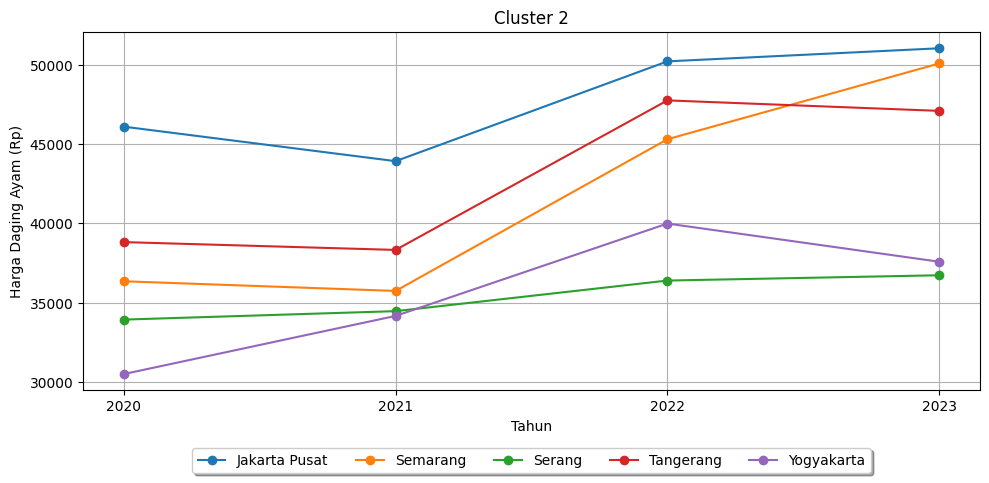 Cluster 2
Harga Daging Ayam (Rp)
50000
45000
40000
35000
30000
2020 2021 2022 2023
Tahun
Jakarta Pusat Semarang Serang Tangerang Yogyakarta